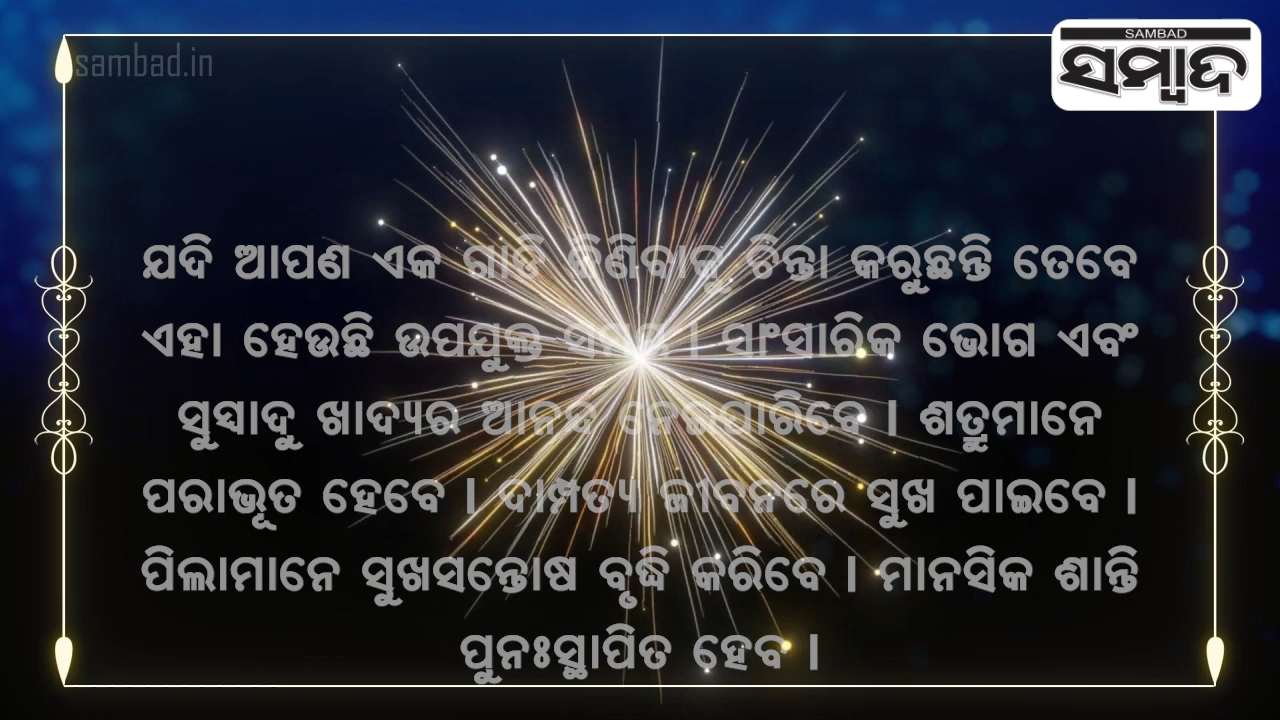 sambad.in
SAMBAD
ସମ୍ବାଦ
ଯଦି ଆପଣ ଏକ ଗାଡି କିଣିବାକୁ ଚିନ୍ତା କରୁଛନ୍ତି ତେବେ
ଏହା ହେଉଛି ଉପଯୁକ୍ତ ସମୟ । ସାଂସାରିକ ଭୋଗ ଏବଂ
ସୁସ୍ୱାଦୁ ଖାଦ୍ୟର ଆନନ୍ଦ ନେଇପାରିବେ । ଶତ୍ରୁମାନେ
ପରାଭୂତ ହେବେ । ଦାମ୍ପତ୍ୟ ଜୀବନରେ ସୁଖ ପାଇବେ ।
ପିଲାମାନେ ସୁଖସନ୍ତୋଷ ବୃଦ୍ଧି କରିବେ । ମାନସିକ ଶାନ୍ତି
ପୁନଃସ୍ଥାପିତ ହେବ ।